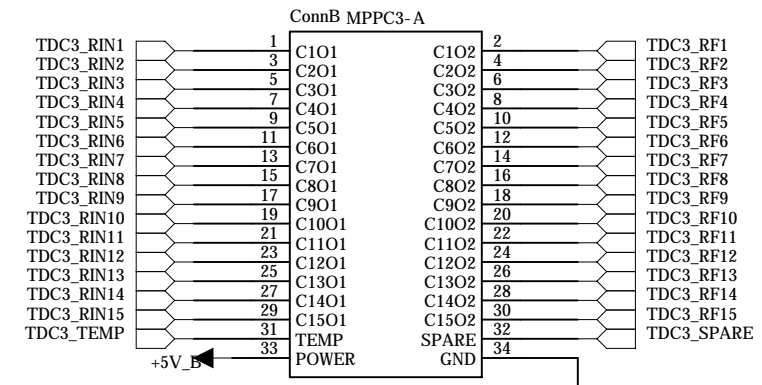 ConnB MPPC3-A
TDC3_RIN1 1 C1O1 C1O2 2 TDC3_RF1
TDC3_RIN2 3 C2O1 C2O2 4 TDC3_RF2
TDC3_RIN3 5 C3O1 C3O2 6 TDC3_RF3
TDC3_RIN4 7 C4O1 C4O2 8 TDC3_RF4
TDC3_RIN5 9 C5O1 C5O2 10 TDC3_RF5
TDC3_RIN6 11 C6O1 C6O2 12 TDC3_RF6
TDC3_RIN7 13 C7O1 C7O2 14 TDC3_RF7
TDC3_RIN8 15 C8O1 C8O2 16 TDC3_RF8
TDC3_RIN9 17 C9O1 C9O2 18 TDC3_RF9
TDC3_RIN10 19 C10O1 C10O2 20 TDC3_RF10
TDC3_RIN11 21 C11O1 C11O2 22 TDC3_RF11
TDC3_RIN12 23 C12O1 C12O2 24 TDC3_RF12
TDC3_RIN13 25 C13O1 C13O2 26 TDC3_RF13
TDC3_RIN14 27 C14O1 C14O2 28 TDC3_RF14
TDC3_RIN15 29 C15O1 C15O2 30 TDC3_RF15
TDC3_TEMP 31 TEMP SPARE 32 TDC3_SPARE
+5V_B 33 POWER GND 34